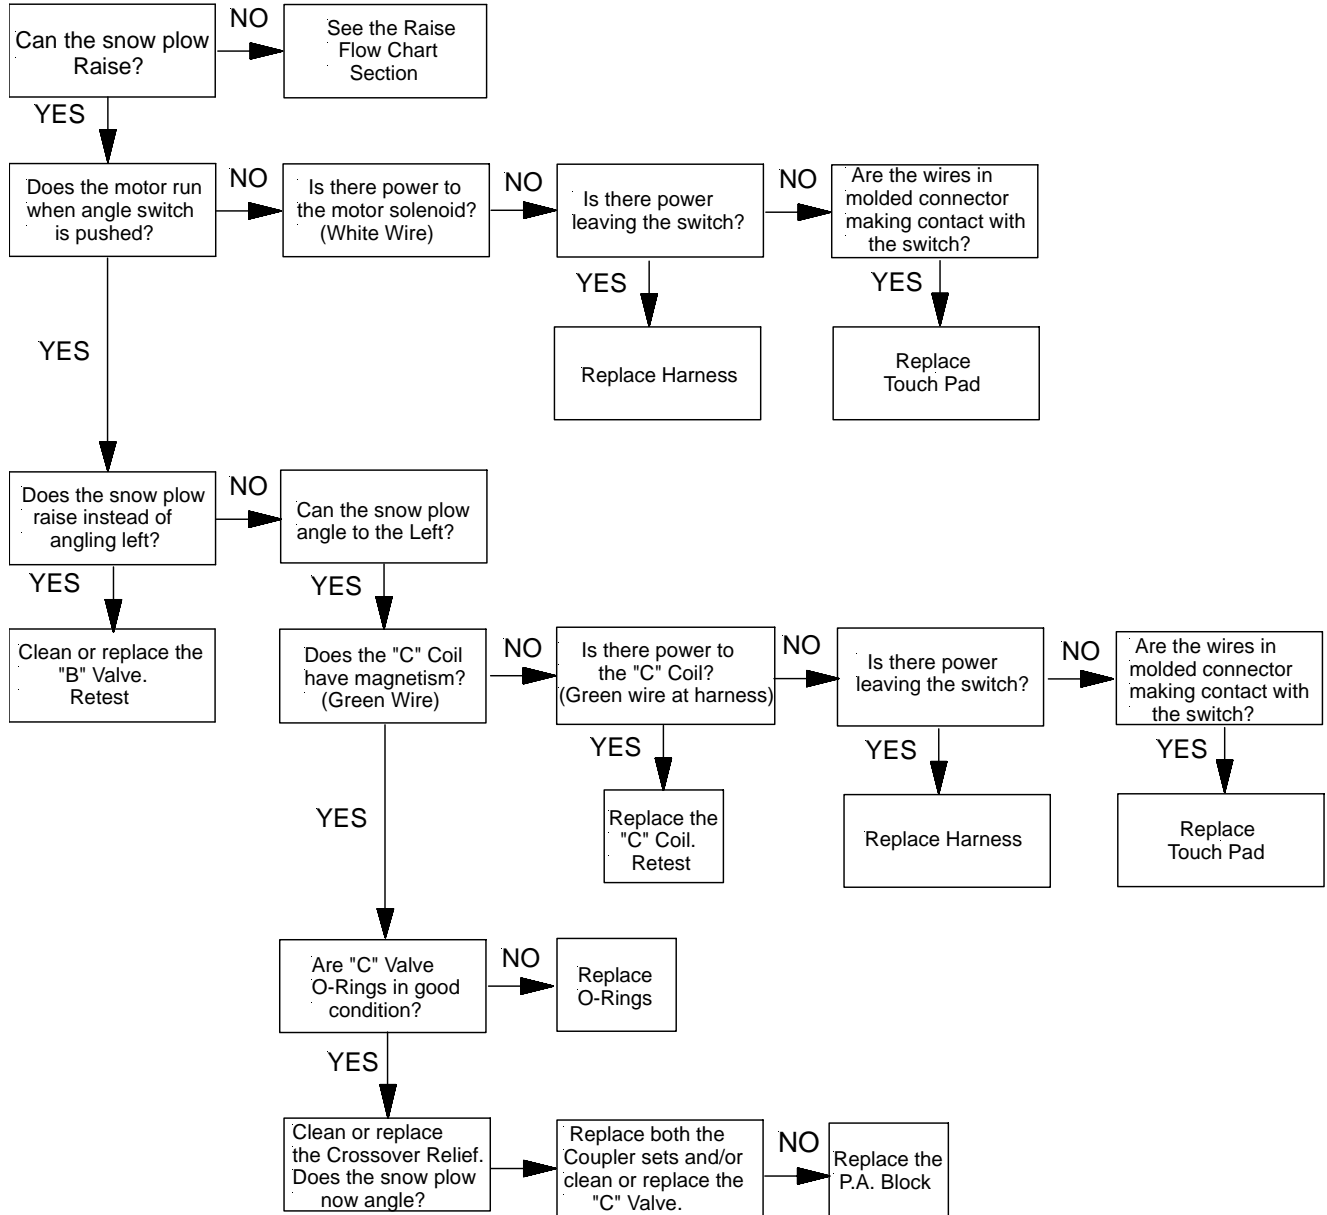 Can the snow plow
Raise?
NO
See the Raise
Flow Chart
Section
YES
Does the motor run
when angle switch
is pushed?
NO
Is there power to
the motor solenoid?
(White Wire)
NO
Is there power
leaving the switch?
NO
Are the wires in
molded connector
making contact with
the switch?
YES
YES
YES
Replace Harness
Replace
Touch Pad
Does the snow plow
raise instead of
angling left?
NO
Can the snow plow
angle to the Left?
YES
YES
Clean or replace the
"B" Valve.
Retest
Does the "C" Coil
have magnetism?
(Green Wire)
NO
Is there power to
the "C" Coil?
(Green wire at harness)
NO
Is there power
leaving the switch?
NO
Are the wires in
molded connector
making contact with
the switch?
YES
YES
YES
YES
Replace the
"C" Coil.
Retest
Replace Harness
Replace
Touch Pad
Are "C" Valve
O-Rings in good
condition?
NO
Replace
O-Rings
YES
Clean or replace
the Crossover Relief.
Does the snow plow
now angle?
Replace both the
Coupler sets and/or
clean or replace the
"C" Valve.
NO
Replace the
P.A. Block